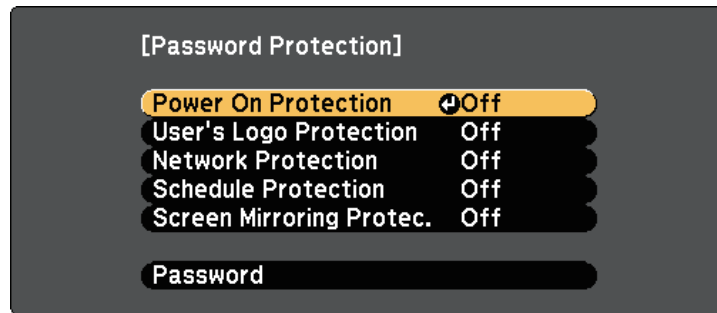 [Password Protection]
Power On Protection Off
User's Logo Protection Off
Network Protection Off
Schedule Protection Off
Screen Mirroring Protec. Off
Password